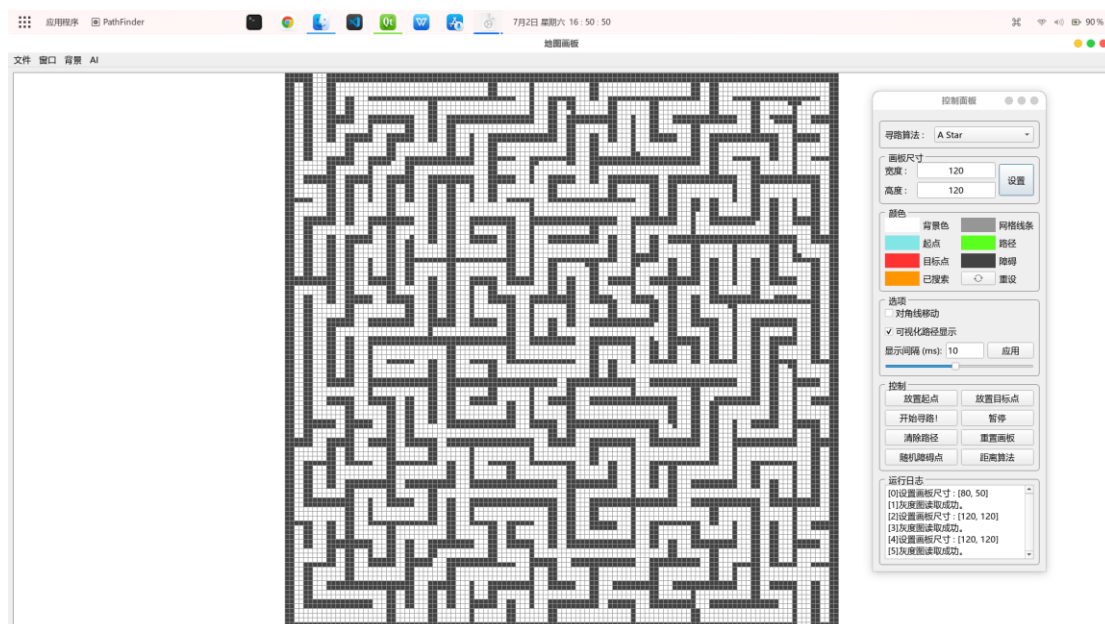 应用程序 PathFinder 7月2日 星期六 16：50：50 90%
地图画板
文件 窗口 背景 AI
控制面板
寻路算法： A Star
画板尺寸
宽度： 120
高度： 120
设置
颜色
背景色 网格线条
起点 路径
目标点 障碍
已搜索 重设
选项
对角线移动
可视化路径显示
显示间隔 (ms): 10 应用
控制
放置起点 放置目标点
开始寻路! 暂停
清除路径 重置画板
随机障碍点 距离算法
运行日志
[0]设置画板尺寸 : [80, 50]
[1]灰度图读取成功。
[2]设置画板尺寸 : [120, 120]
[3]灰度图读取成功。
[4]设置画板尺寸 : [120, 120]
[5]灰度图读取成功。